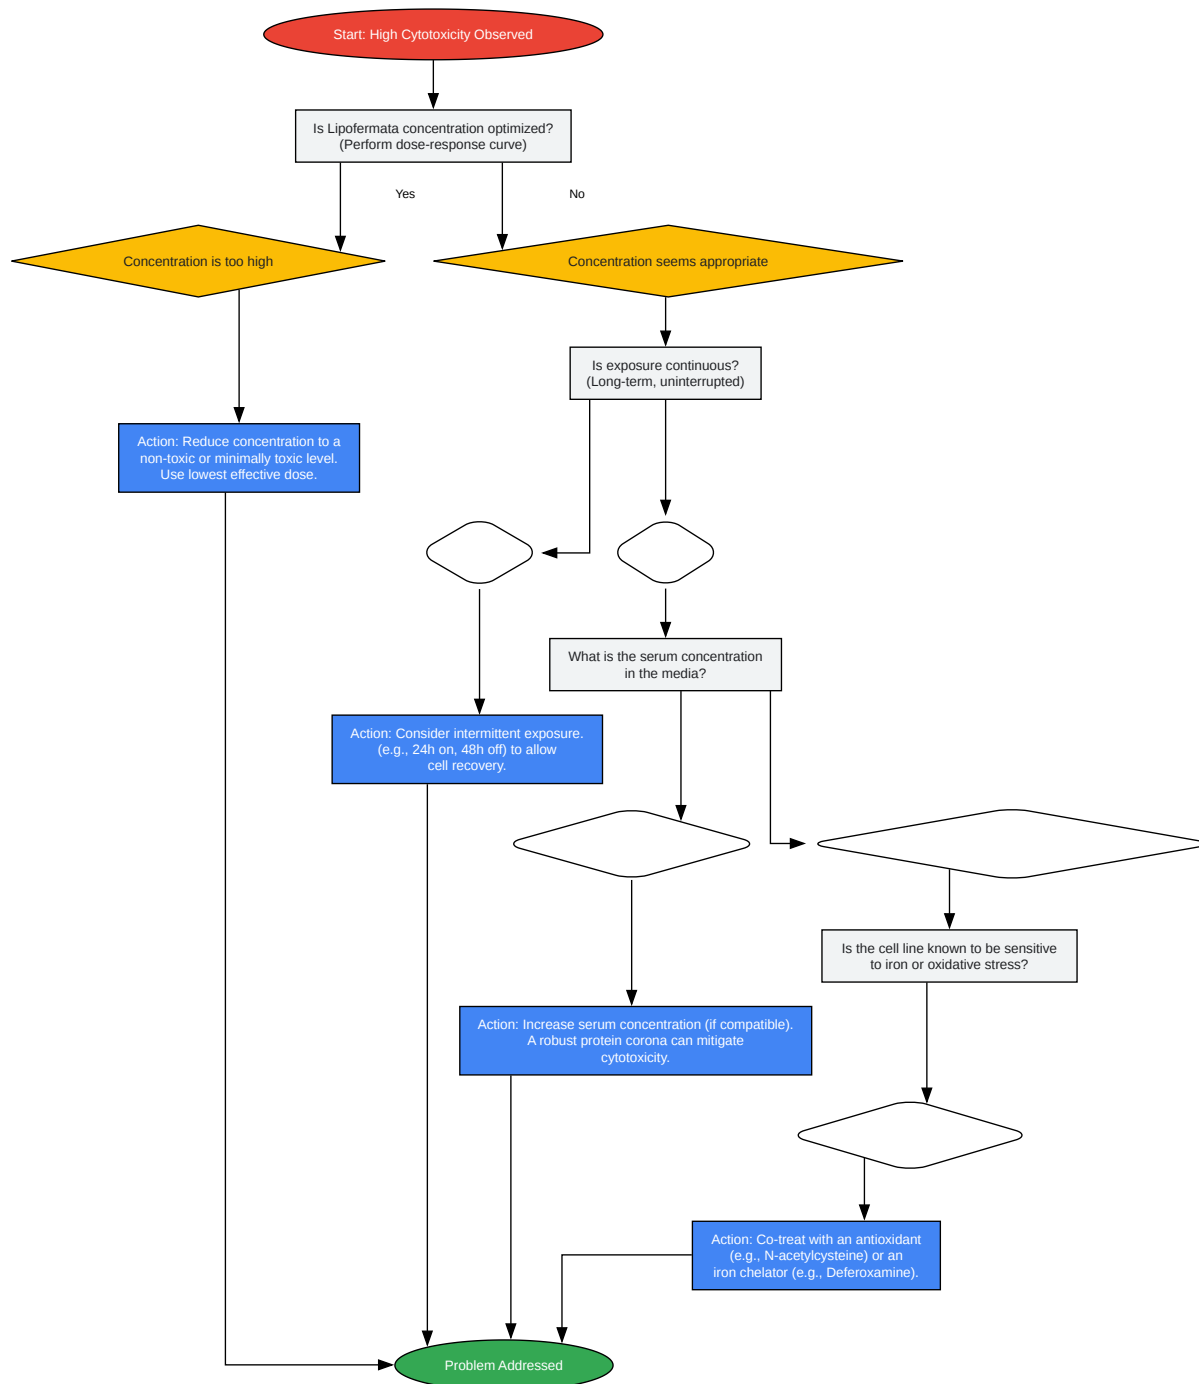 Start: High Cytotoxicity Observed
Is Lipofermata concentration optimized?
(Perform dose-response curve)
Yes
No
Concentration is too high
Concentration seems appropriate
Is exposure continuous?
(Long-term, uninterrupted)
Action: Reduce concentration to a
non-toxic or minimally toxic level.
Use lowest effective dose.
What is the serum concentration
in the media?
Action: Consider intermittent exposure.
(e.g., 24h on, 48h off) to allow
cell recovery.
Is the cell line known to be sensitive
to iron or oxidative stress?
Action: Increase serum concentration (if compatible).
A robust protein corona can mitigate
cytotoxicity.
Action: Co-treat with an antioxidant
(e.g., N-acetylcysteine) or an
iron chelator (e.g., Deferoxamine).
Problem Addressed